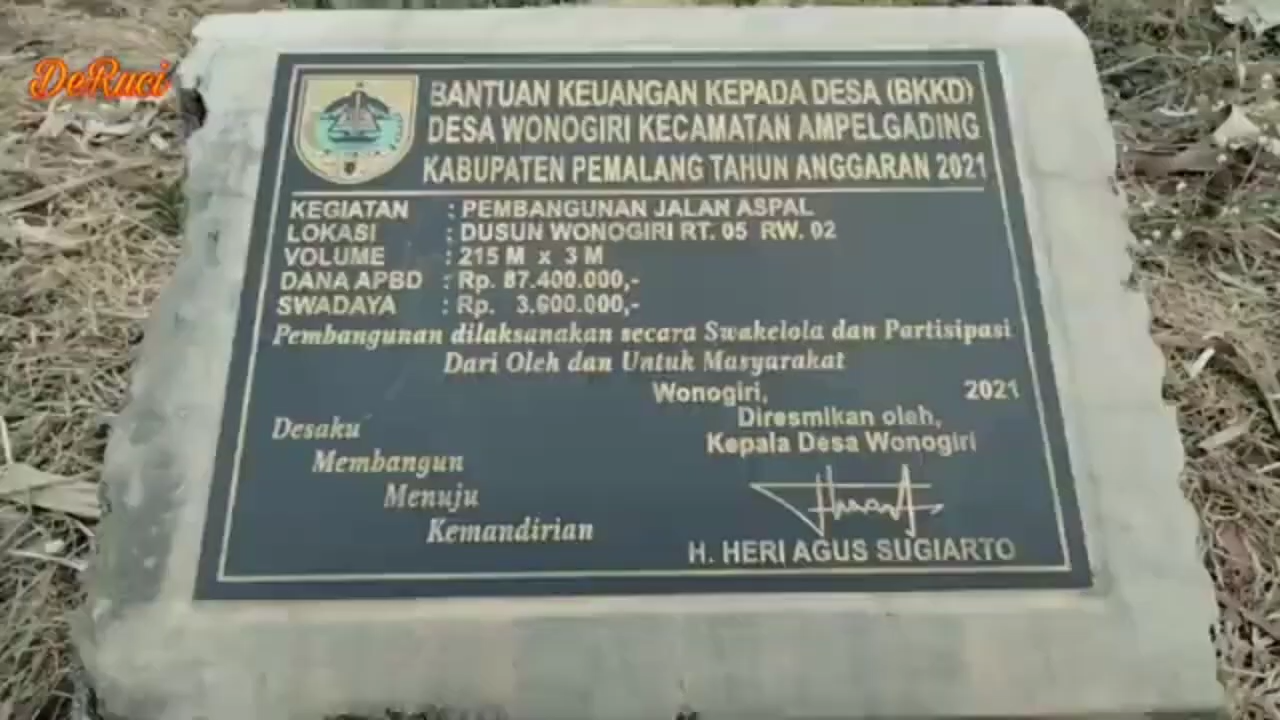 DeRuci
BANTUAN KEUANGAN KEPADA DESA (BKKD)
DESA WONOGIRI KECAMATAN AMPELGADING
KABUPATEN PEMALANG TAHUN ANGGARAN 2021
KEGIATAN : PEMBANGUNAN JALAN ASPAL
LOKASI : DUSUN WONOGIRI RT. 05 RW. 02
VOLUME : 215 M x 3 M
DANA APBD : Rp. 87.400.000,-
SWADAYA : Rp. 3.600.000,-
Pembangunan dilaksanakan secara Swakelola dan Partisipasi
Dari Oleh dan Untuk Masyarakat
Wonogiri, 2021
Diresmikan oleh,
Kepala Desa Wonogiri
Desaku
Membangun
Menuju
Kemandirian
H. HERI AGUS SUGIARTO